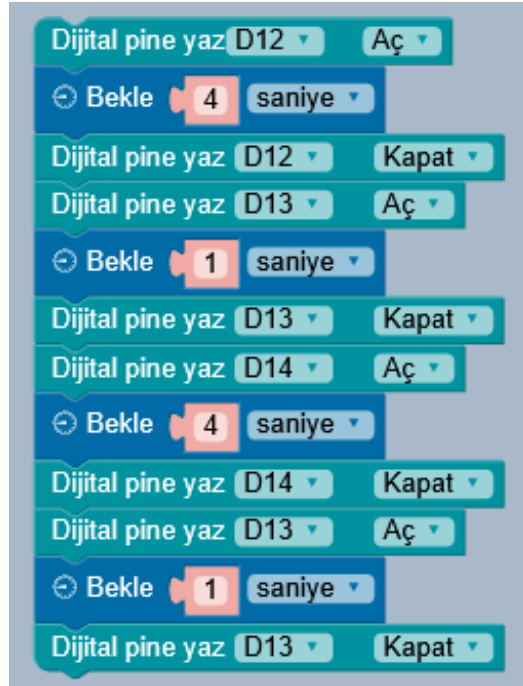 Dijital pine yaz D12 Aç
Bekle 4 saniye
Dijital pine yaz D12 Kapat
Dijital pine yaz D13 Aç
Bekle 1 saniye
Dijital pine yaz D13 Kapat
Dijital pine yaz D14 Aç
Bekle 4 saniye
Dijital pine yaz D14 Kapat
Dijital pine yaz D13 Aç
Bekle 1 saniye
Dijital pine yaz D13 Kapat